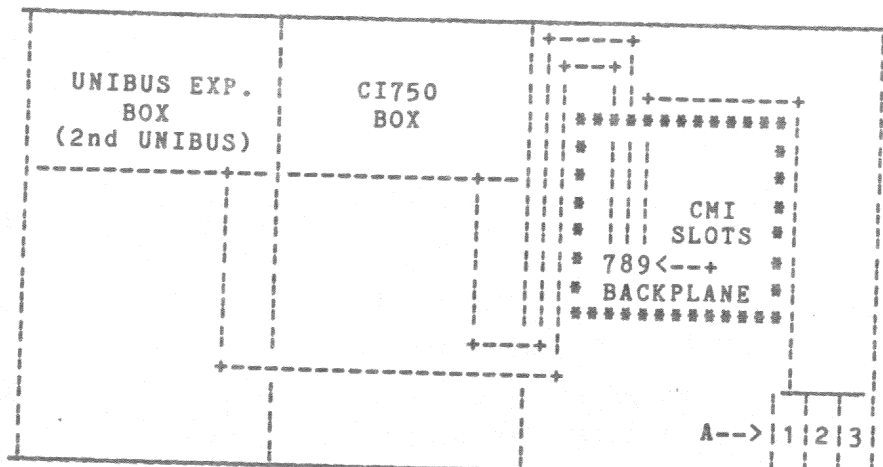 UNIBUS EXP.
BOX
(2nd UNIBUS)
CI750
BOX
CMI
SLOTS
789<--+
BACKPLANE
A-->|1|2|3|